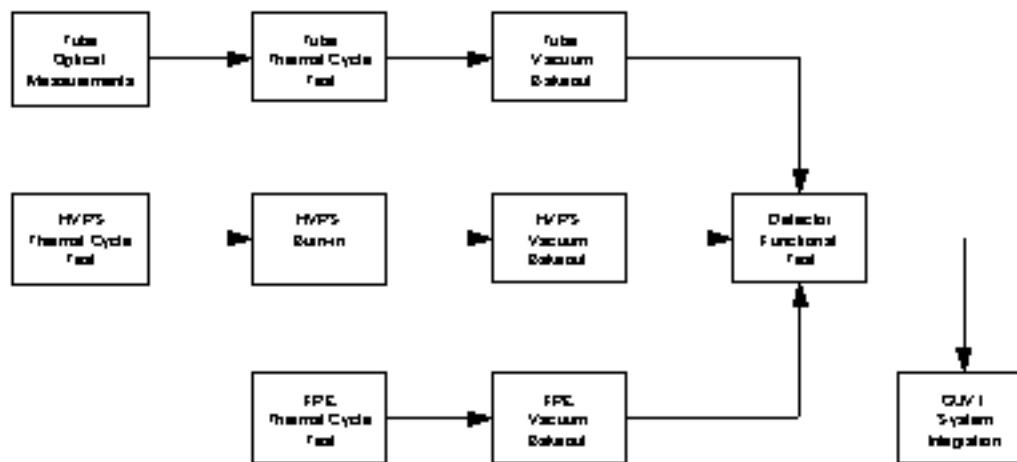 Tube
Optical
Measurements
Tube
Thermal Cycle
Test
Tube
Vacuum
Bakeout
HVPS
Thermal Cycle
Test
HVPS
Burn-in
HVPS
Vacuum
Bakeout
Detector
Functional
Test
FPE
Thermal Cycle
Test
FPE
Vacuum
Bakeout
GUVI
System
Integration